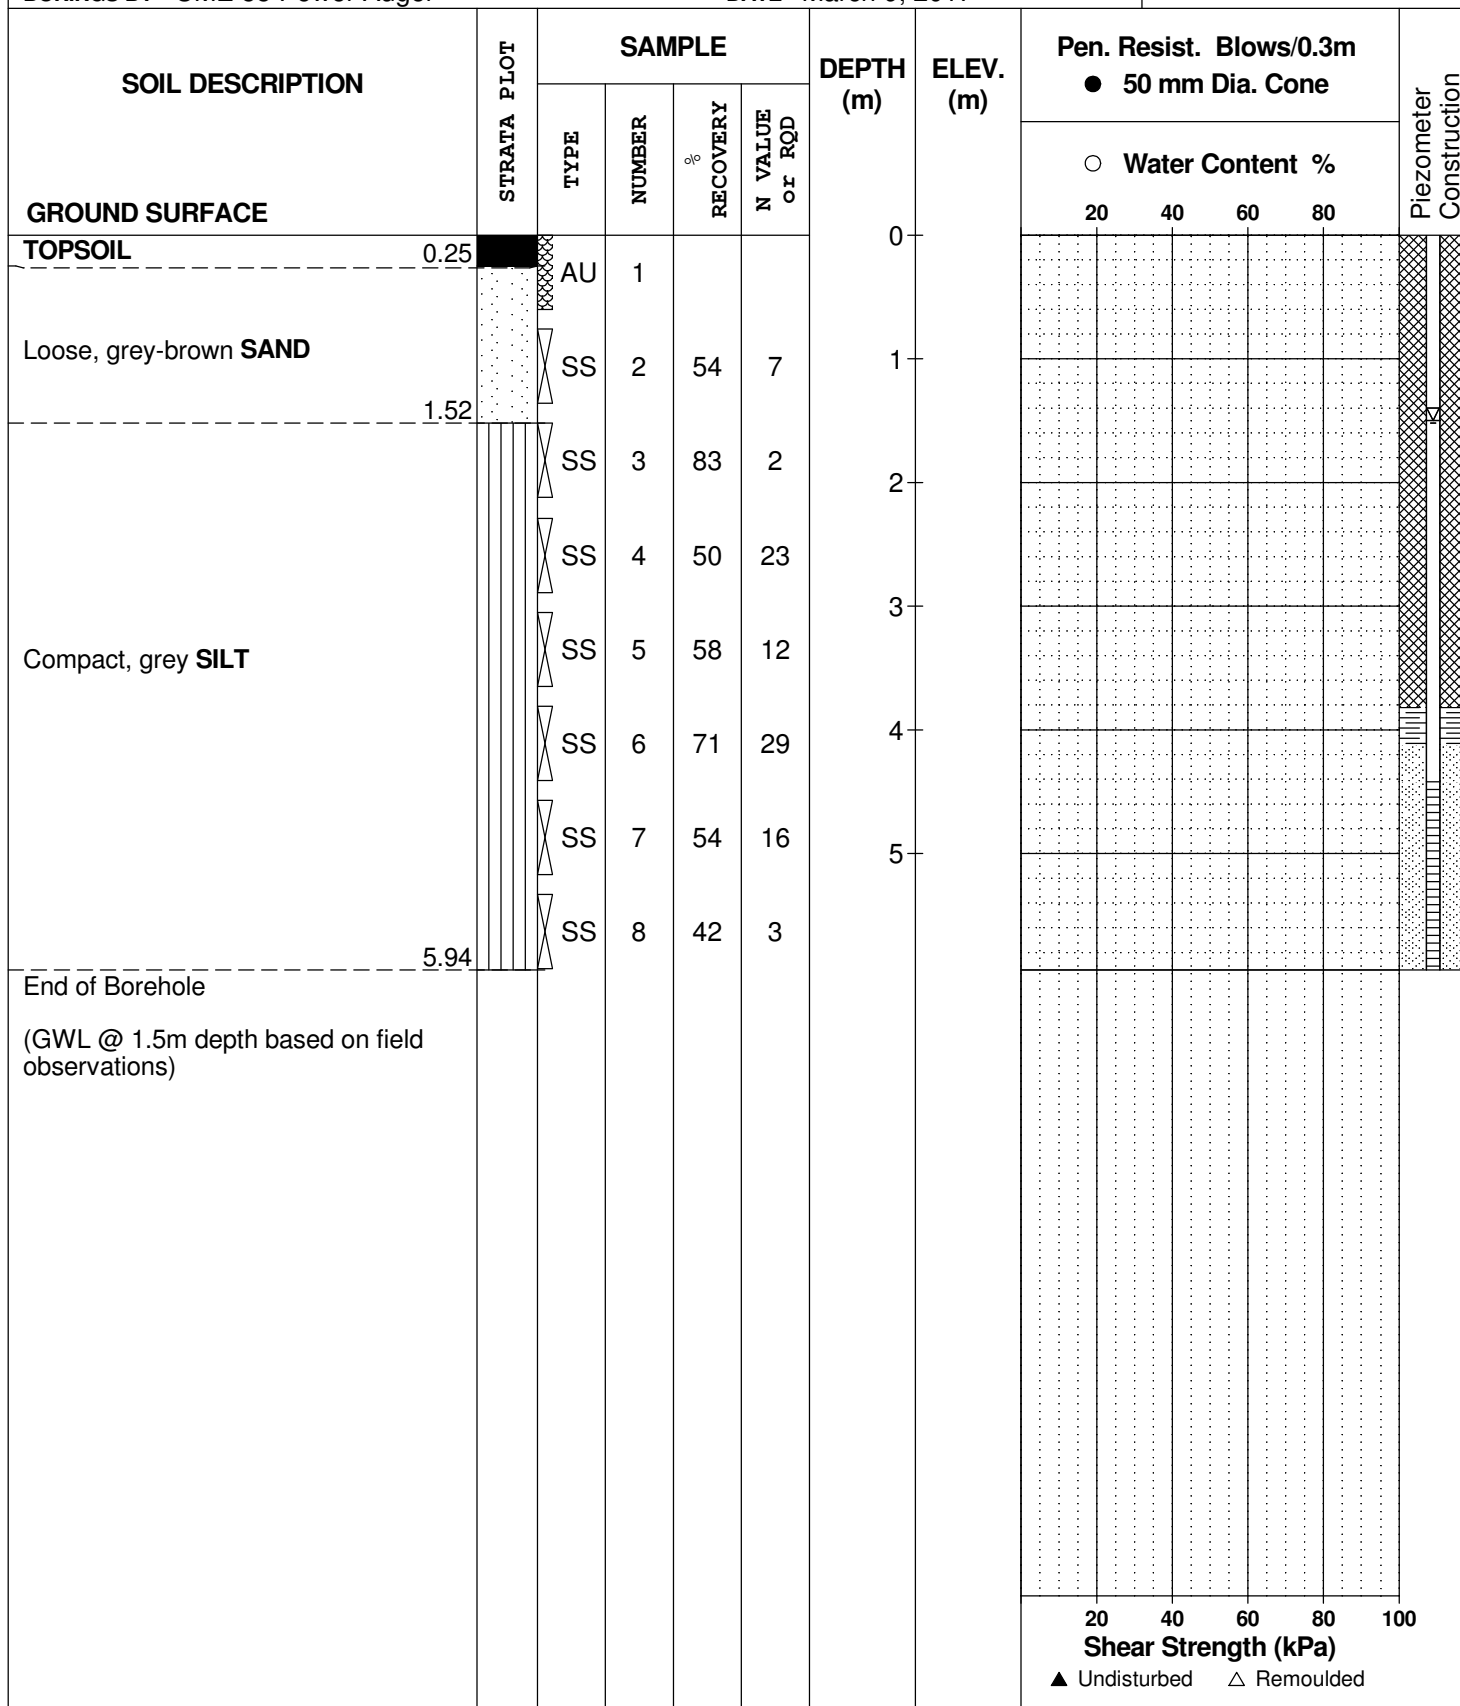 SOIL DESCRIPTION
GROUND SURFACE
STRATA PLOT
SAMPLE
TYPE
NUMBER
% RECOVERY
N VALUE or RQD
DEPTH (m)
ELEV. (m)
Pen. Resist. Blows/0.3m
● 50 mm Dia. Cone
○ Water Content %
20 40 60 80
Piezometer Construction
TOPSOIL 0.25
AU 1
0
Loose, grey-brown SAND
SS 2 54 7
1
1.52
SS 3 83 2
2
SS 4 50 23
3
Compact, grey SILT
SS 5 58 12
SS 6 71 29
4
SS 7 54 16
5
SS 8 42 3
5.94
End of Borehole
(GWL @ 1.5m depth based on field
observations)
20 40 60 80 100
Shear Strength (kPa)
▲ Undisturbed △ Remoulded